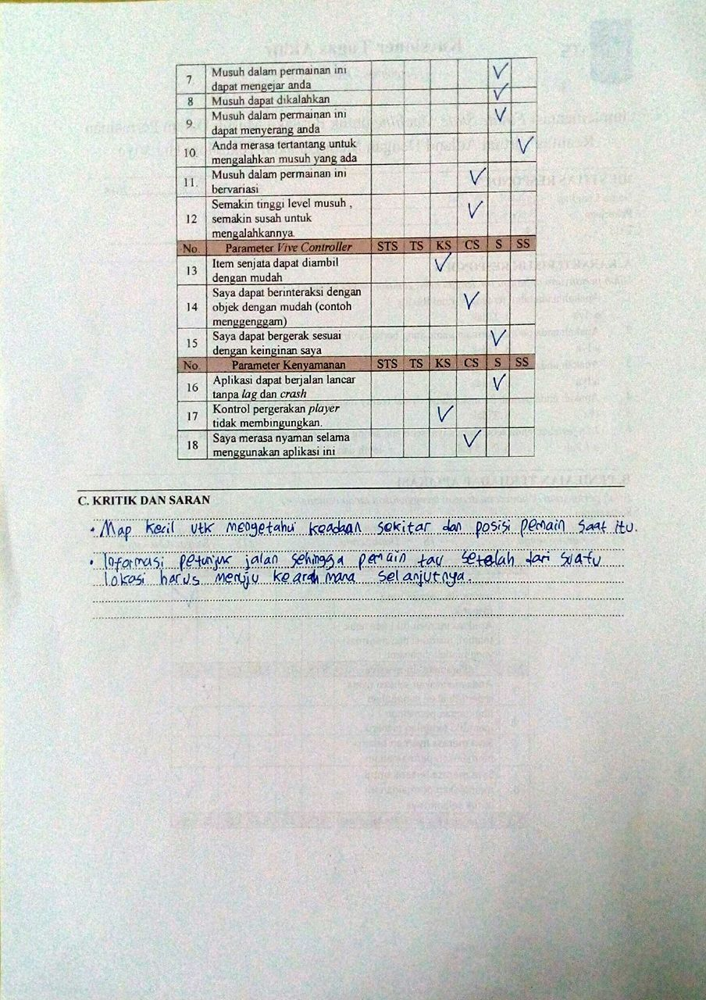 7. Musuh dalam permainan ini ✓
dapat mengejar anda
8 Musuh dapat dikalahkan ✓
9. Musuh dalam permainan ini ✓
dapat menyerang anda
10. Anda merasa tertantang untuk ✓
mengalahkan musuh yang ada
11. Musuh dalam permainan ini ✓
bervariasi
Semakin tinggi level musuh ,
12 semakin susah untuk ✓
mengalahkannya.
No. Parameter Vive Controller STS TS KS CS S SS
13 Item senjata dapat diambil ✓
dengan mudah
Saya dapat berinteraksi dengan
14 objek dengan mudah (contoh ✓
menggenggam)
15 Saya dapat bergerak sesuai ✓
dengan keinginan saya
No. Parameter Kenyamanan STS TS KS CS S SS
16 Aplikasi dapat berjalan lancar ✓
tanpa lag dan crash
17 Kontrol pergerakan player ✓
tidak membingungkan.
18 Saya merasa nyaman selama ✓
menggunakan aplikasi ini
C. KRITIK DAN SARAN
• Map kecil utk mengetahui keadaan sekitar dan posisi pemain saat itu.
• Informasi petunjuk jalan sehingga pemain tau setelah dari suatu
lokasi harus menuju kearah mana selanjutnya.